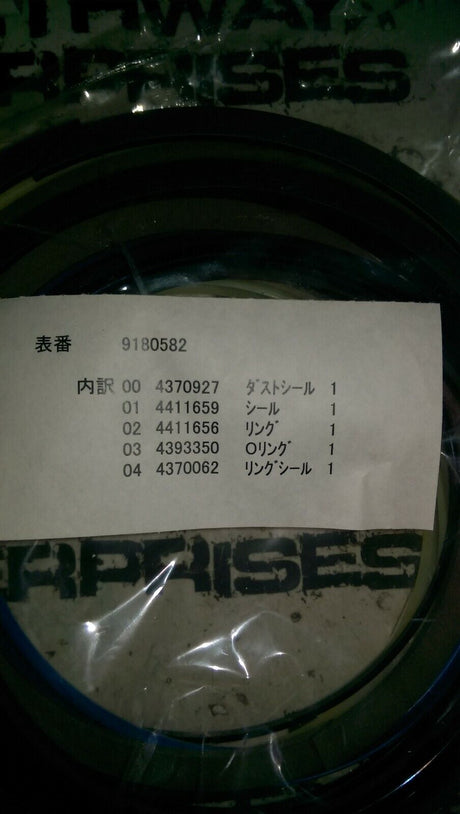 HWAY
RPRISES
表番 9180582
内訳 00 4370927 ﾀﾞｽﾄｼｰﾙ 1
01 4411659 ｼｰﾙ 1
02 4411656 ﾘﾝｸﾞ 1
03 4393350 Oﾘﾝｸﾞ 1
04 4370062 ﾘﾝｸﾞｼｰﾙ 1
ERPRISES